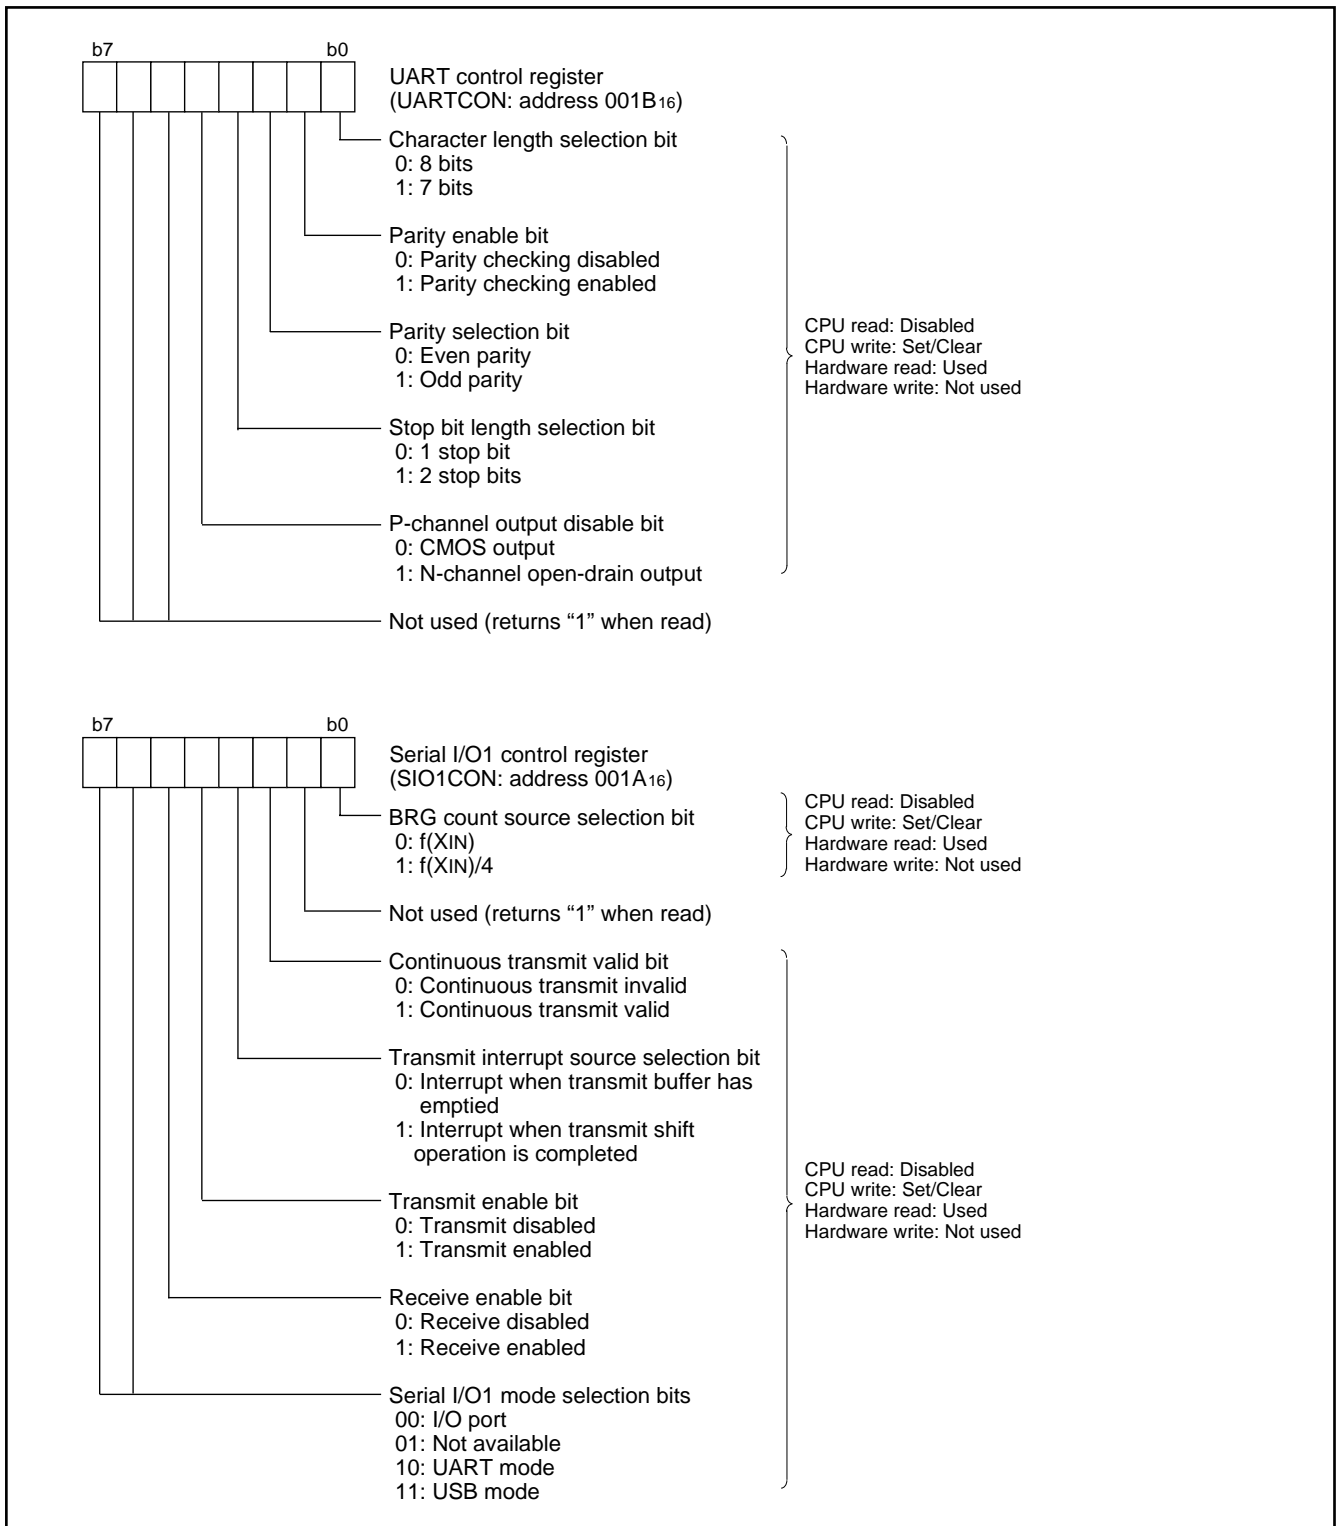 b7 b0
UART control register
(UARTCON: address 001B16)
Character length selection bit
0: 8 bits
1: 7 bits
Parity enable bit
0: Parity checking disabled
1: Parity checking enabled
Parity selection bit
0: Even parity
1: Odd parity
Stop bit length selection bit
0: 1 stop bit
1: 2 stop bits
P-channel output disable bit
0: CMOS output
1: N-channel open-drain output
CPU read: Disabled
CPU write: Set/Clear
Hardware read: Used
Hardware write: Not used
Not used (returns “1” when read)
b7 b0
Serial I/O1 control register
(SIO1CON: address 001A16)
BRG count source selection bit
0: f(XIN)
1: f(XIN)/4
CPU read: Disabled
CPU write: Set/Clear
Hardware read: Used
Hardware write: Not used
Not used (returns “1” when read)
Continuous transmit valid bit
0: Continuous transmit invalid
1: Continuous transmit valid
Transmit interrupt source selection bit
0: Interrupt when transmit buffer has
emptied
1: Interrupt when transmit shift
operation is completed
Transmit enable bit
0: Transmit disabled
1: Transmit enabled
Receive enable bit
0: Receive disabled
1: Receive enabled
Serial I/O1 mode selection bits
00: I/O port
01: Not available
10: UART mode
11: USB mode
CPU read: Disabled
CPU write: Set/Clear
Hardware read: Used
Hardware write: Not used